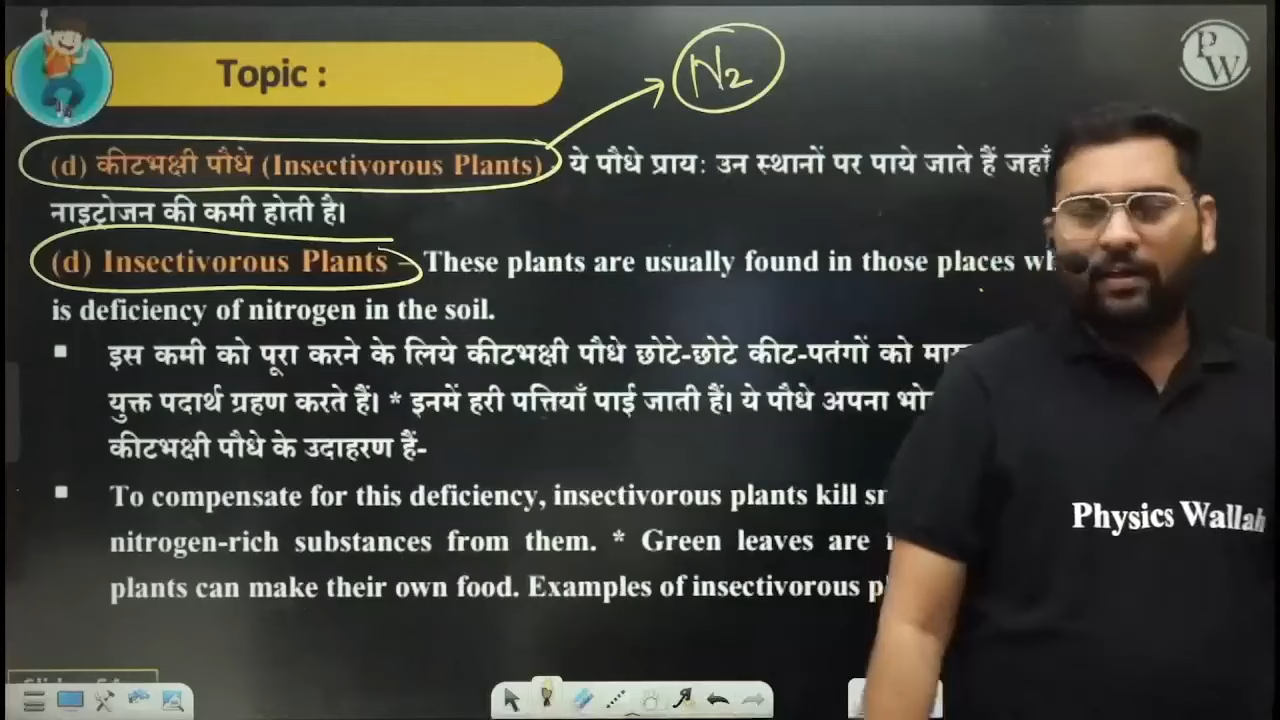 Topic :
N2
PW
(d) कीटभक्षी पौधे (Insectivorous Plants) ये पौधे प्रायः उन स्थानों पर पाये जाते हैं जहाँ
नाइट्रोजन की कमी होती है।
(d) Insectivorous Plants – These plants are usually found in those places
is deficiency of nitrogen in the soil.
▪ इस कमी को पूरा करने के लिये कीटभक्षी पौधे छोटे-छोटे कीट-पतंगों को
युक्त पदार्थ ग्रहण करते हैं। * इनमें हरी पत्तियाँ पाई जाती हैं। ये पौधे अपना
कीटभक्षी पौधे के उदाहरण हैं-
▪ To compensate for this deficiency, insectivorous plants kill
nitrogen-rich substances from them. * Green leaves are
plants can make their own food. Examples of insectivorous
Physics Wallah